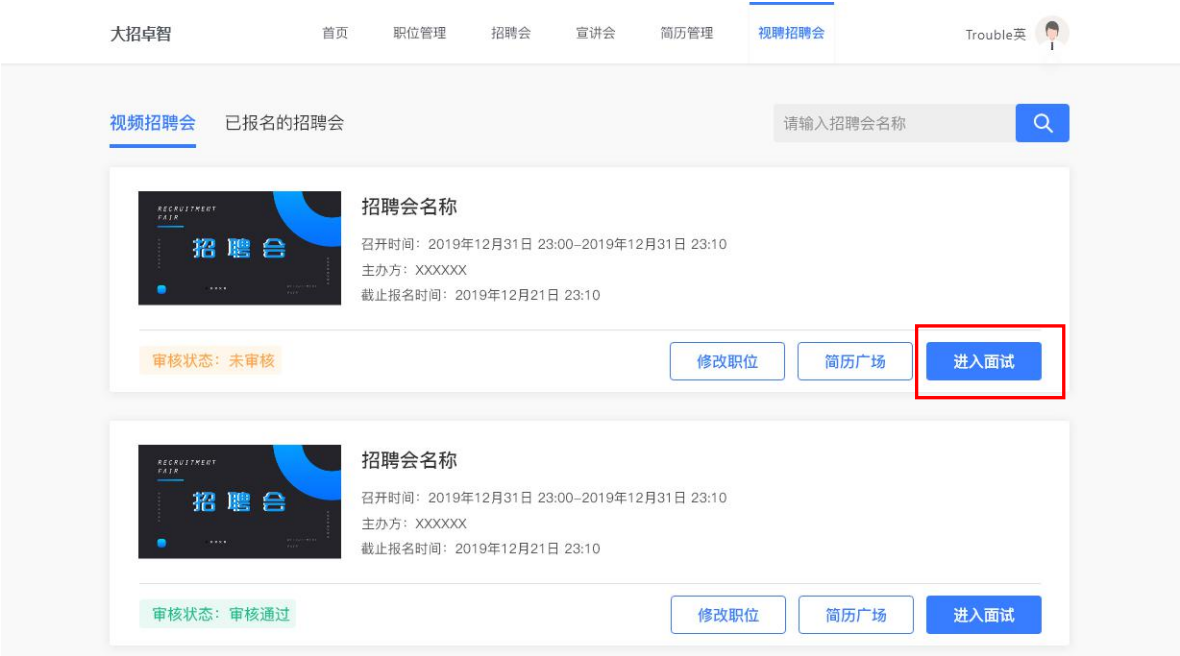 大招卓智 首页 职位管理 招聘会 宣讲会 简历管理 视聘招聘会 Trouble英
视频招聘会 已报名的招聘会 请输入招聘会名称
RECRUITMENT
FAIR
招聘会
招聘会名称
召开时间：2019年12月31日 23:00-2019年12月31日 23:10
主办方：XXXXXX
截止报名时间：2019年12月21日 23:10
审核状态：未审核 修改职位 简历广场 进入面试
RECRUITMENT
FAIR
招聘会
招聘会名称
召开时间：2019年12月31日 23:00-2019年12月31日 23:10
主办方：XXXXXX
截止报名时间：2019年12月21日 23:10
审核状态：审核通过 修改职位 简历广场 进入面试